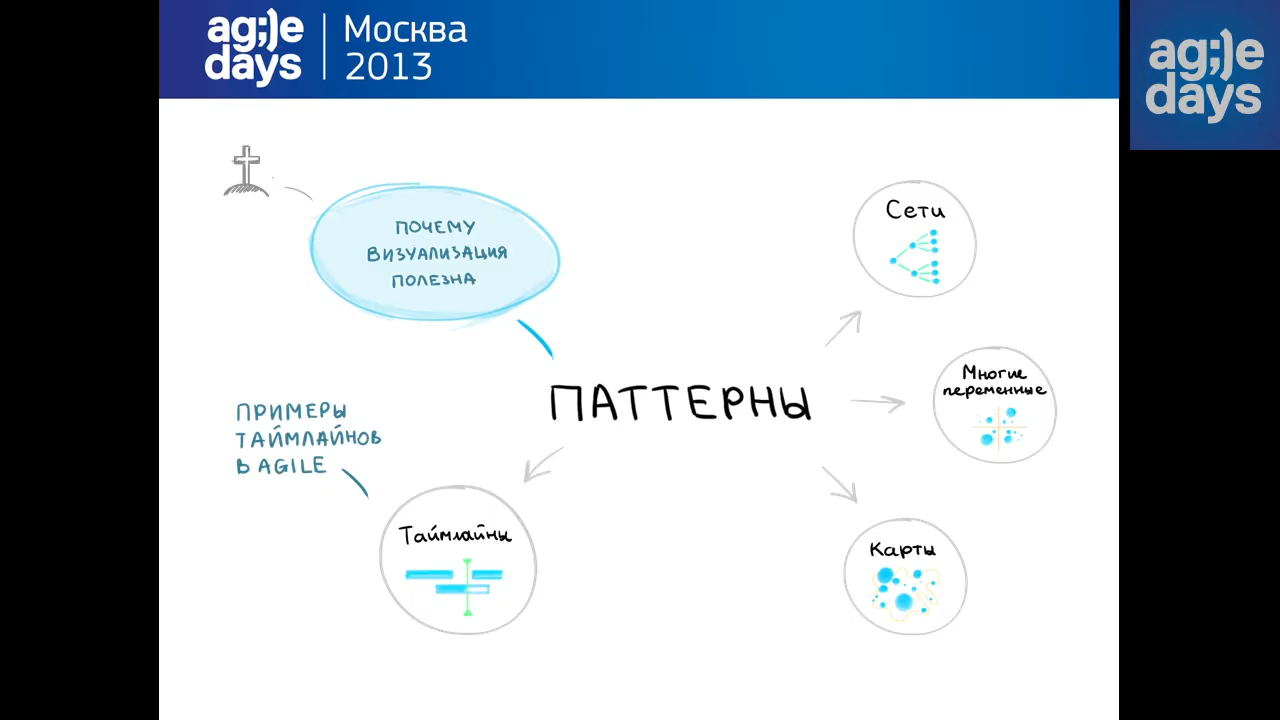 ag;)e
days
Москва
2013
ag;)e
days
ПОЧЕМУ
ВИЗУАЛИЗАЦИЯ
ПОЛЕЗНА
Сети
ПАТТЕРНЫ
Многие
переменные
ПРИМЕРЫ
ТАЙМЛАЙНОВ
В AGILE
Таймлайны
Карты